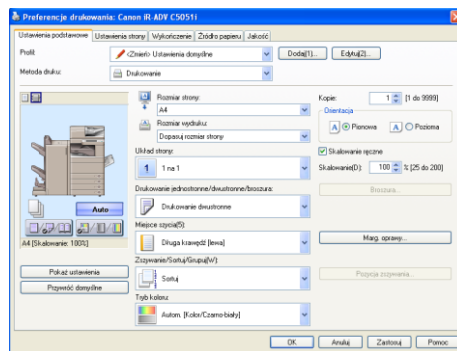 Preferencje drukowania: Canon iR-ADV C5051i
Ustawienia podstawowe Ustawienia strony Wykończenie Źródło papieru Jakość
Profil: <Zmień> Ustawienia domyślne Dodaj(1)... Edytuj(2)...
Metoda druku: Drukowanie
Rozmiar strony:
A4
Rozmiar wydruku:
Dopasuj rozmiar strony
Kopie: 1 [1 do 9999]
Orientacja
A Pionowa A Pozioma
Układ strony:
1 1 na 1
Skalowanie ręczne
Skalowanie(D): 100 % [25 do 200]
Drukowanie jednostronne/dwustronne/broszura:
Drukowanie dwustronne
Broszura...
Auto
A4 [Skalowanie: 100%]
Miejsce szycia(5):
Długa krawędź [lewa]
Marg. oprawy...
Zszywanie/Sortuj/Grupuj(W):
Sortuj
Pozycja zszywania...
Pokaż ustawienia
Przywróć domyślne
Tryb koloru:
Autom. [Kolor/Czarno-biały]
OK Anuluj Zastosuj Pomoc